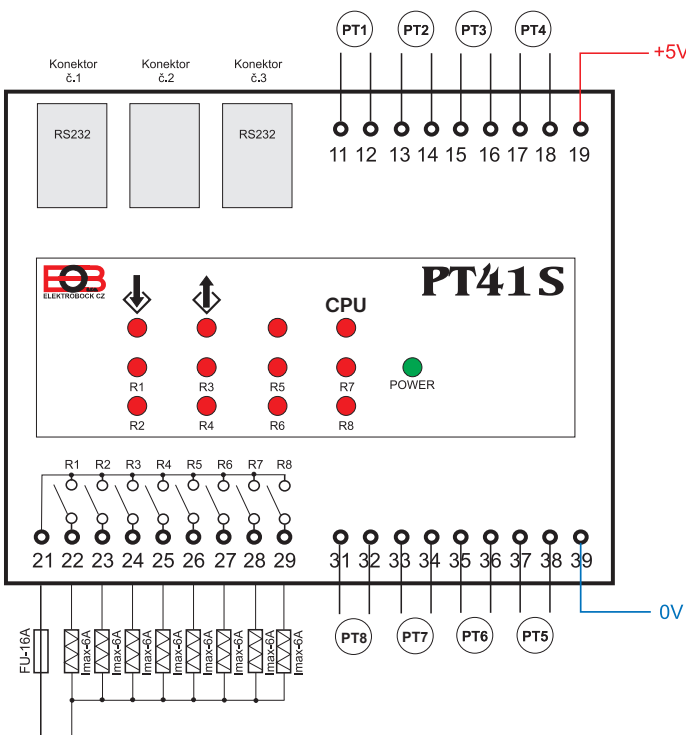 PT1 PT2 PT3 PT4
+5V
Konektor č.1
Konektor č.2
Konektor č.3
RS232
RS232
11 12 13 14 15 16 17 18 19
EOB
ELEKTROBOCK CZ
PT41S
CPU
R1 R3 R5 R7 POWER
R2 R4 R6 R8
R1 R2 R3 R4 R5 R6 R7 R8
21 22 23 24 25 26 27 28 29
31 32 33 34 35 36 37 38 39
0V
PT8 PT7 PT6 PT5
FU-16A
Imax-6A
Imax-6A
Imax-6A
Imax-6A
Imax-6A
Imax-6A
Imax-6A
Imax-6A